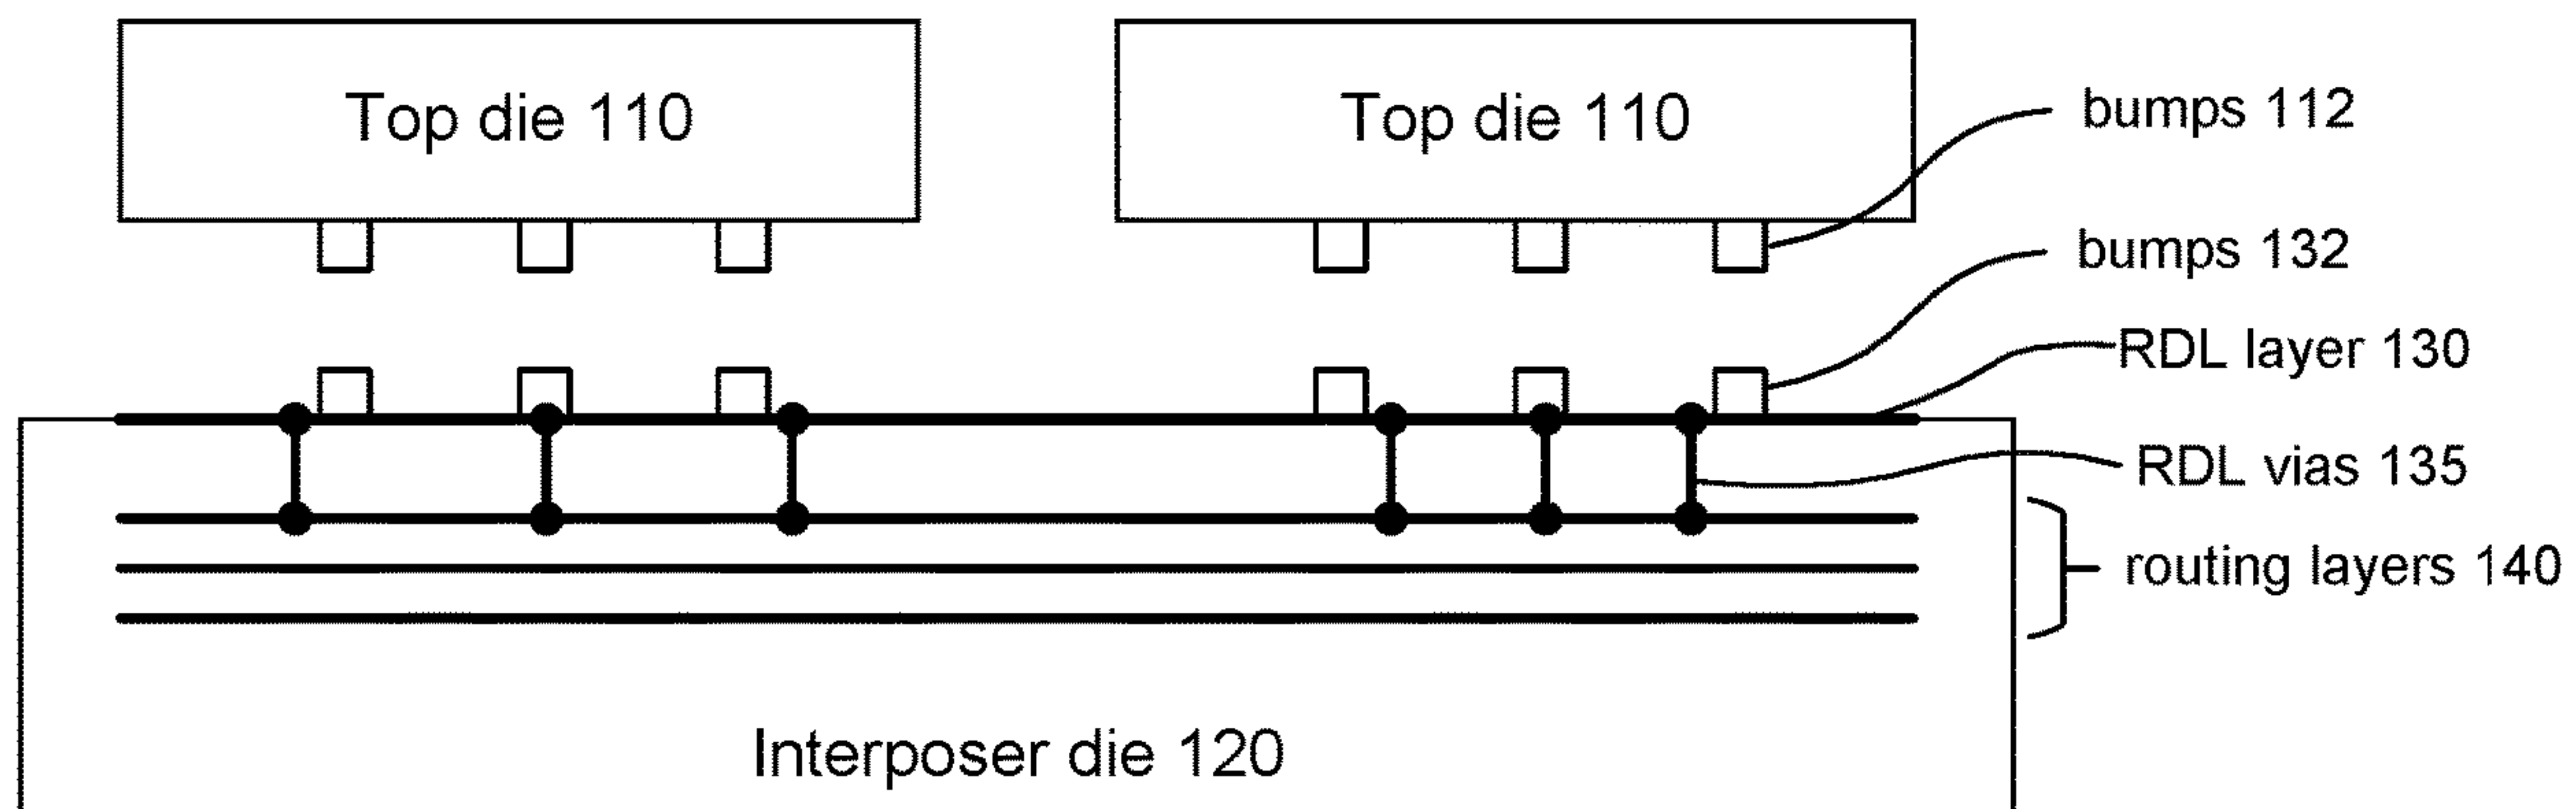 Top die 110
Top die 110
bumps 112
bumps 132
RDL layer 130
RDL vias 135
routing layers 140
Interposer die 120